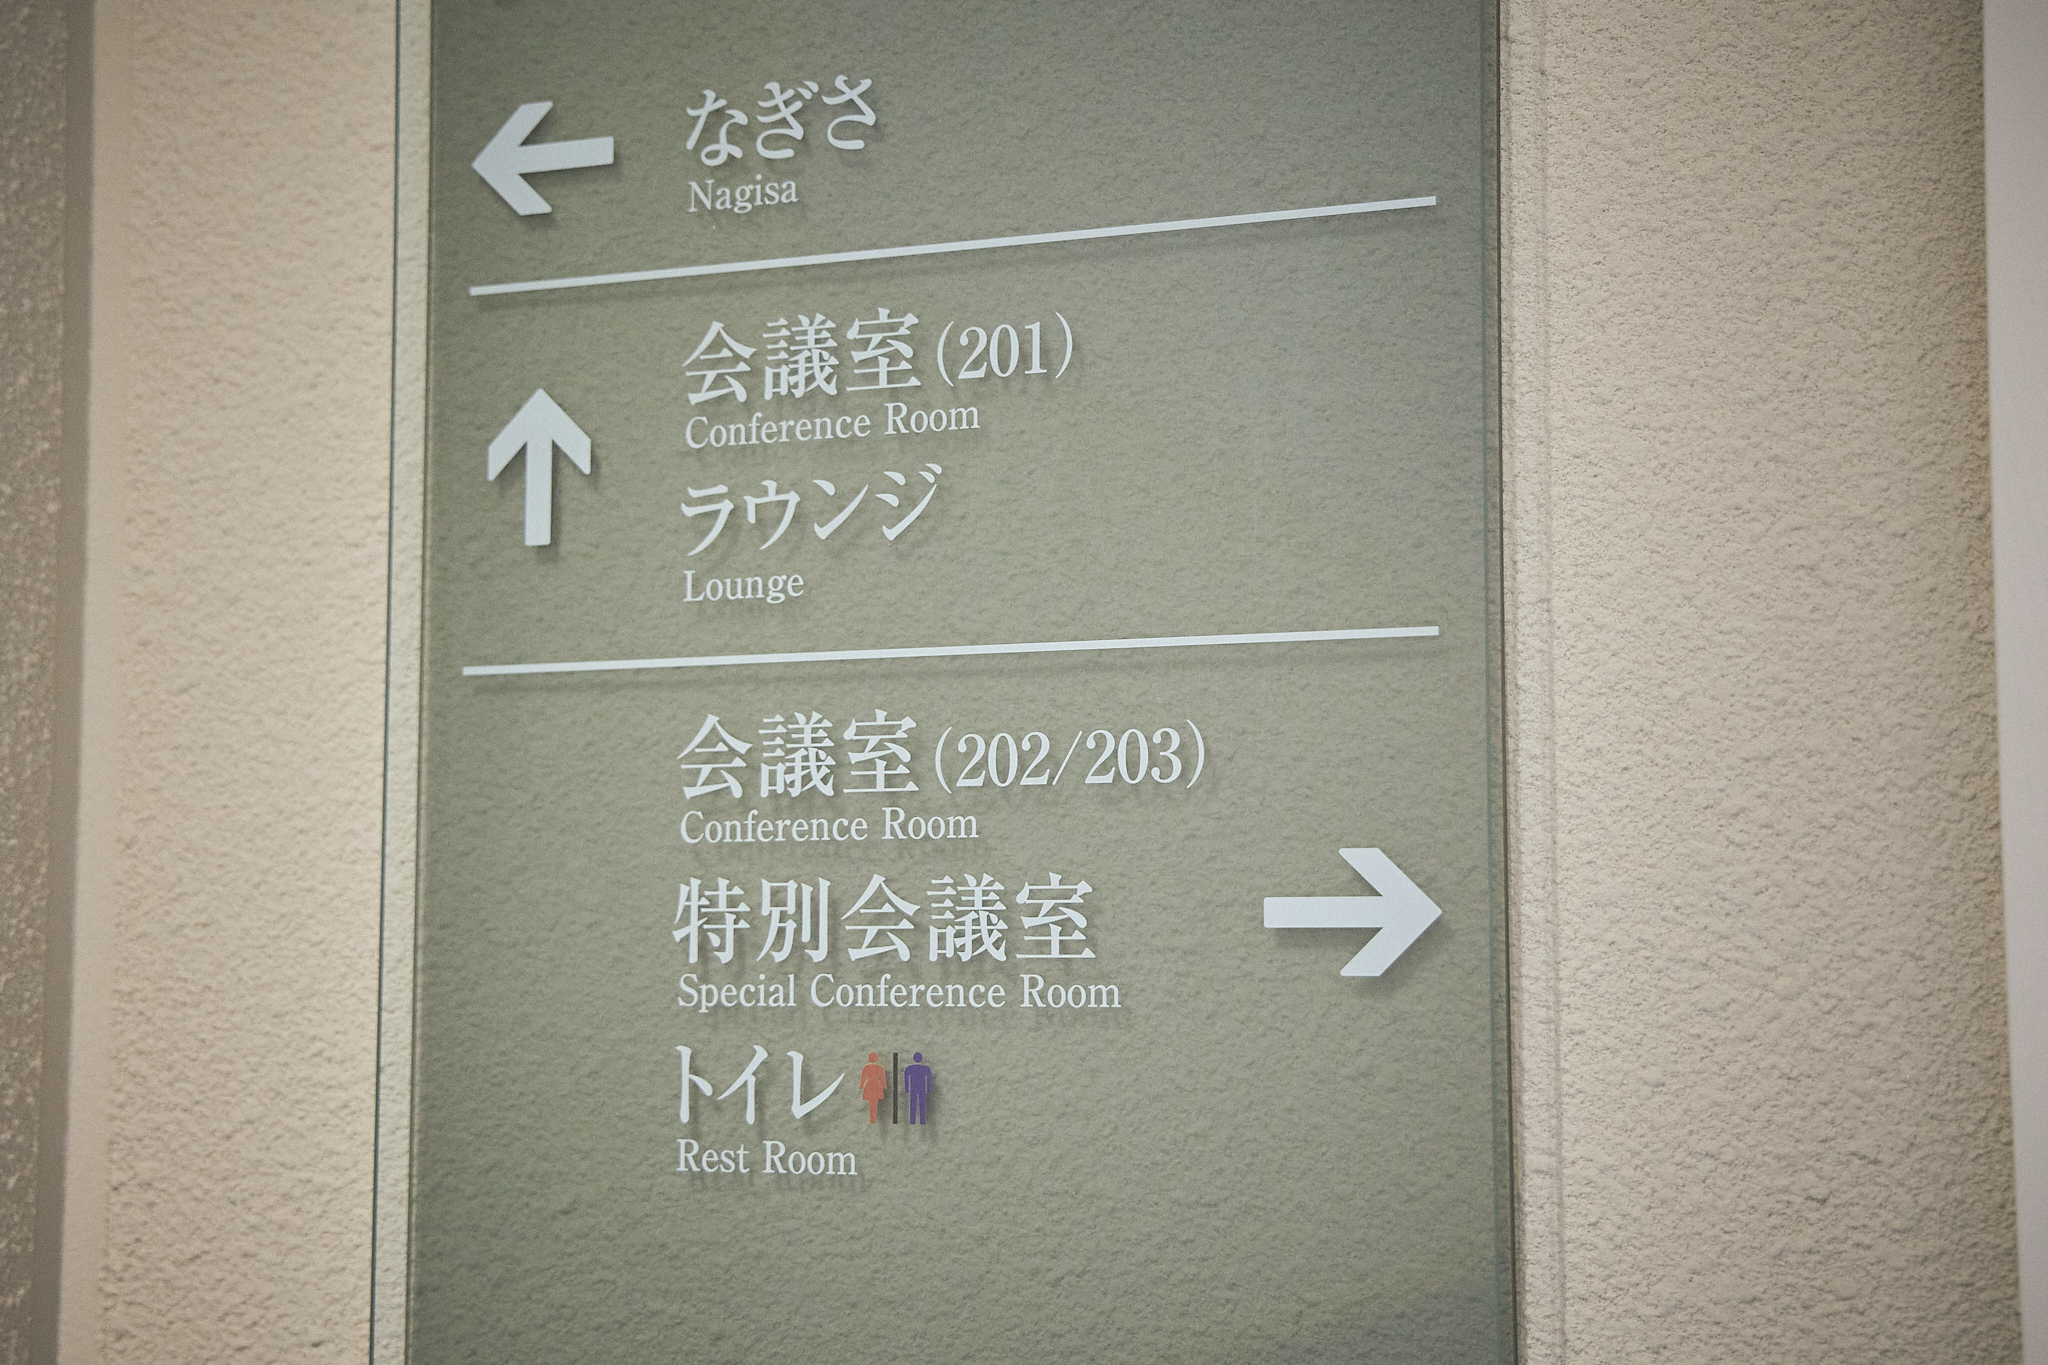 なぎさ
Nagisa
会議室(201)
Conference Room
ラウンジ
Lounge
会議室(202/203)
Conference Room
特別会議室
Special Conference Room
トイレ
Rest Room